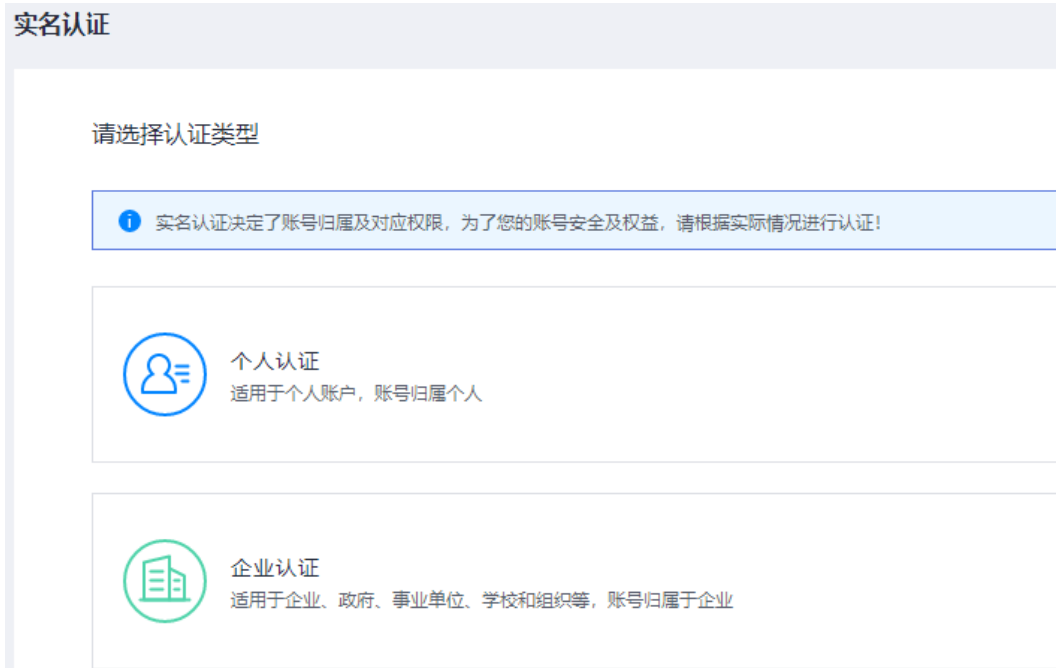 实名认证
请选择认证类型
实名认证决定了账号归属及对应权限，为了您的账号安全及权益，请根据实际情况进行认证！
个人认证
适用于个人账户，账号归属个人
企业认证
适用于企业、政府、事业单位、学校和组织等，账号归属于企业